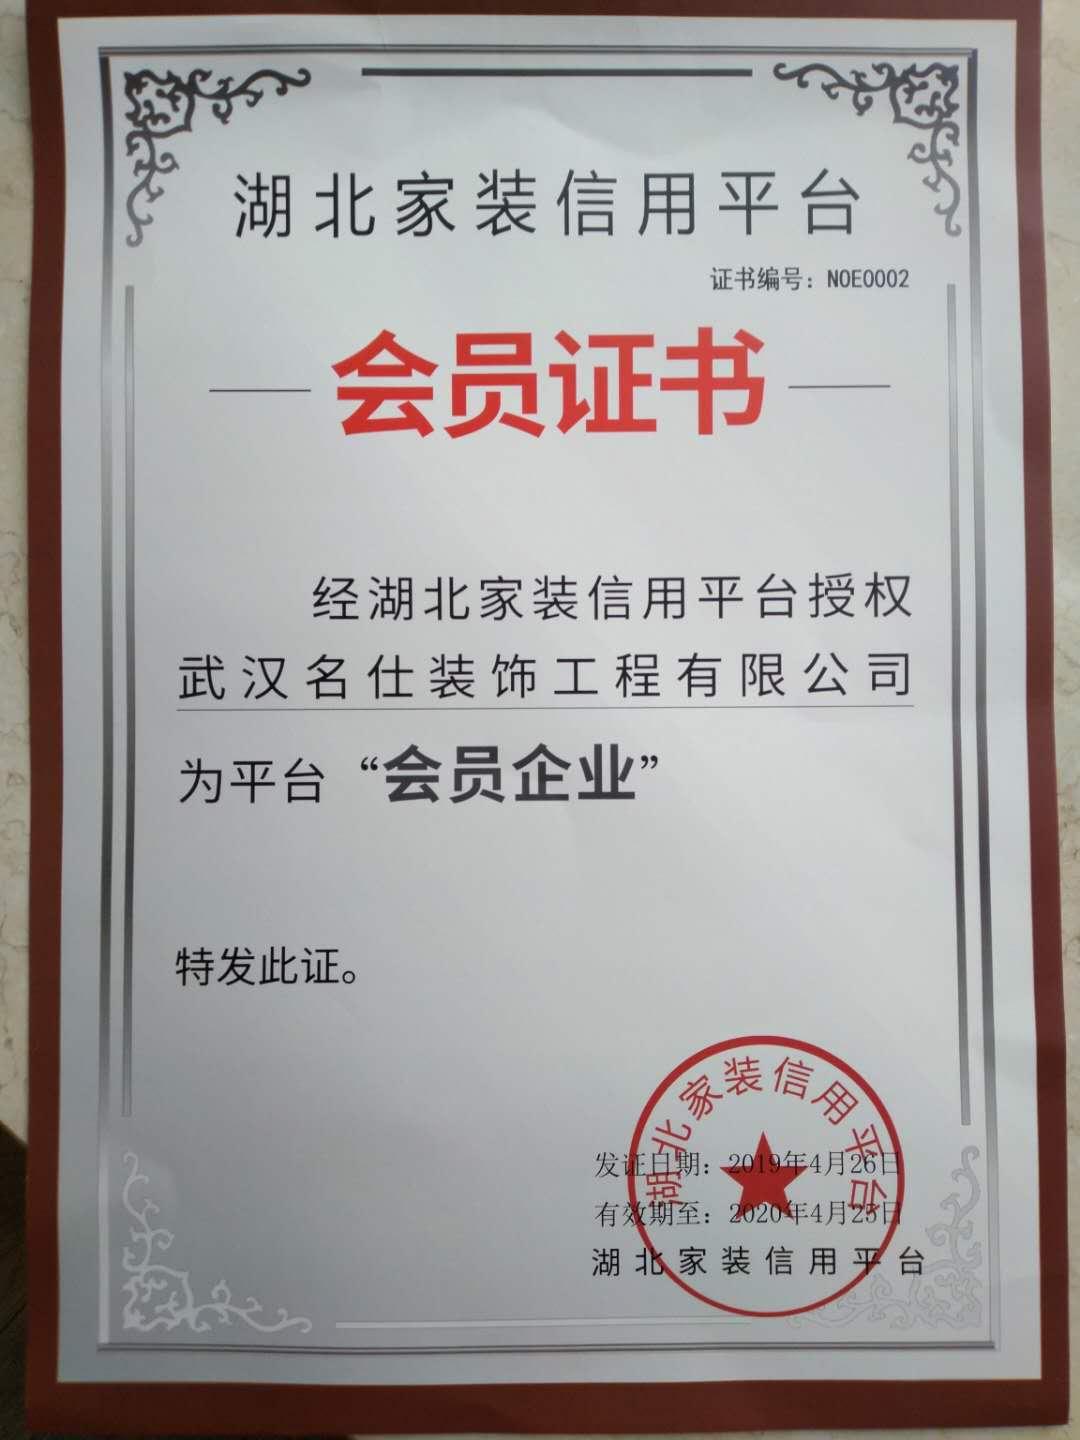 湖北家装信用平台
证书编号：NOE0002
会员证书
经湖北家装信用平台授权
武汉名仕装饰工程有限公司
为平台“会员企业”
特发此证。
湖北家装信用平台
发证日期：2019年4月26日
有效期至：2020年4月25日
湖北家装信用平台